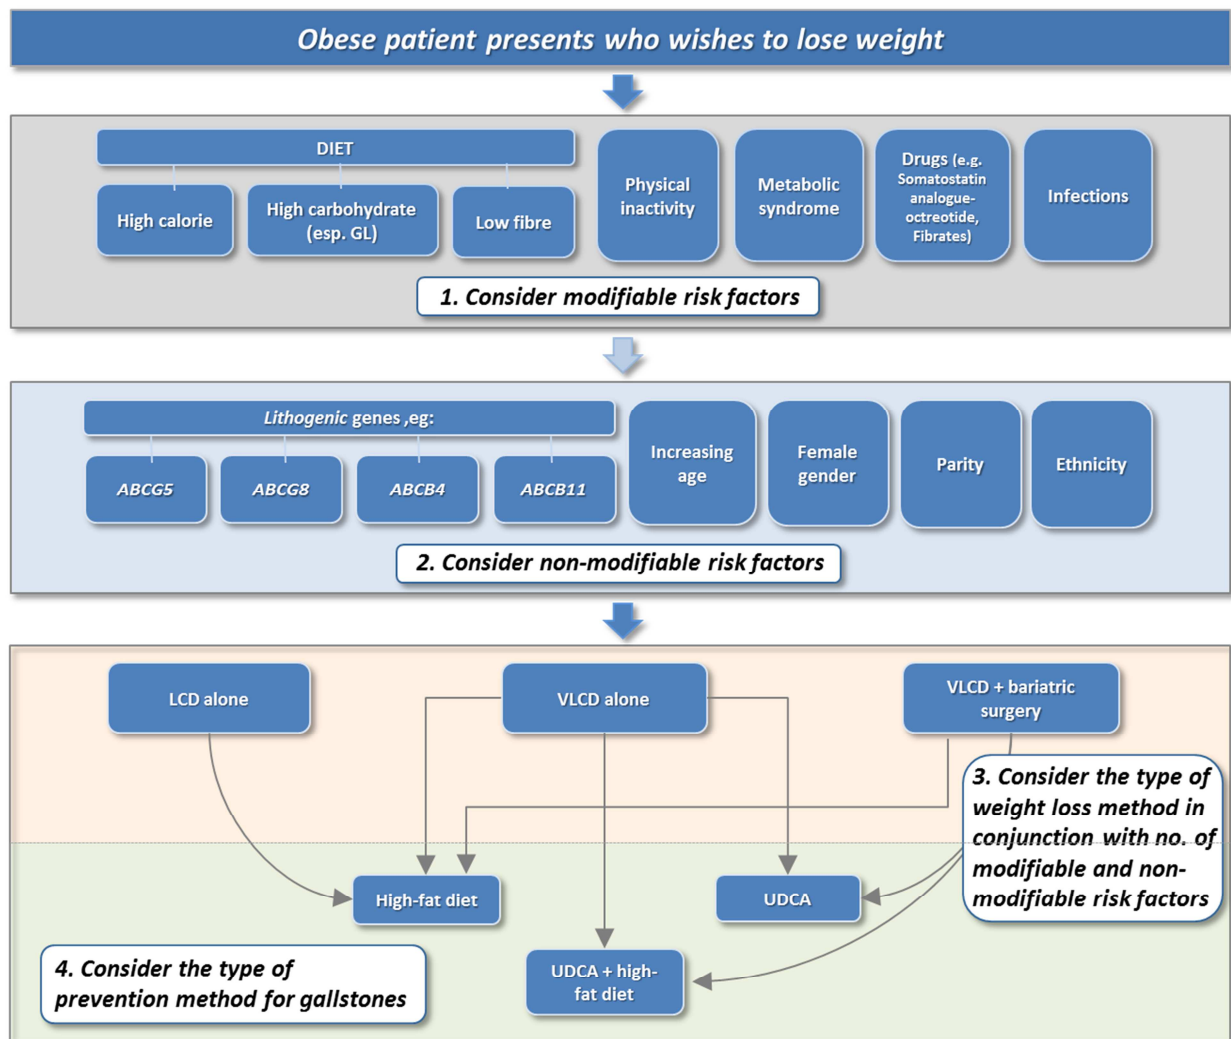 Obese patient presents who wishes to lose weight
DIET
High calorie
High carbohydrate
(esp. GL)
Low fibre
Physical
inactivity
Metabolic
syndrome
Drugs (e.g.
Somatostatin
analogue-
octreotide,
Fibrates)
Infections
1. Consider modifiable risk factors
Lithogenic genes ,eg:
ABCG5
ABCG8
ABCB4
ABCB11
Increasing
age
Female
gender
Parity
Ethnicity
2. Consider non-modifiable risk factors
LCD alone
VLCD alone
VLCD + bariatric
surgery
3. Consider the type of
weight loss method in
conjunction with no. of
modifiable and non-
modifiable risk factors
High-fat diet
UDCA
UDCA + high-
fat diet
4. Consider the type of
prevention method for gallstones